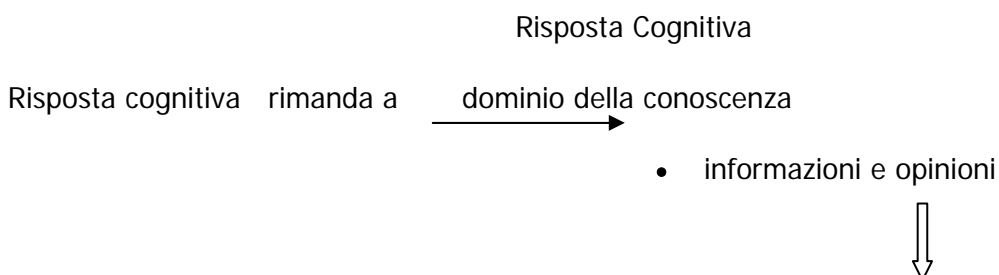 Risposta Cognitiva
Risposta cognitiva rimanda a dominio della conoscenza
• informazioni e opinioni